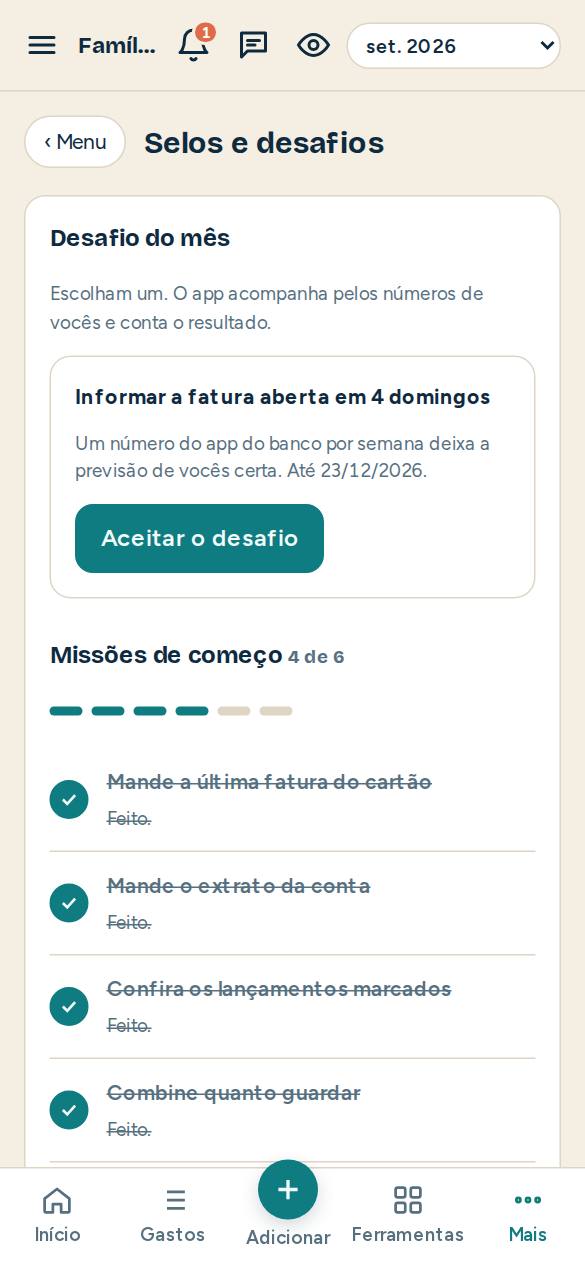 Famíl...
1
set. 2026
‹ Menu
Selos e desafios
Desafio do mês
Escolham um. O app acompanha pelos números de
vocês e conta o resultado.
Informar a fatura aberta em 4 domingos
Um número do app do banco por semana deixa a
previsão de vocês certa. Até 23/12/2026.
Aceitar o desafio
Missões de começo 4 de 6
Mande a última fatura do cartão
Feito.
Mande o extrato da conta
Feito.
Confira os lançamentos marcados
Feito.
Combine quanto guardar
Feito.
Início
Gastos
Adicionar
Ferramentas
Mais